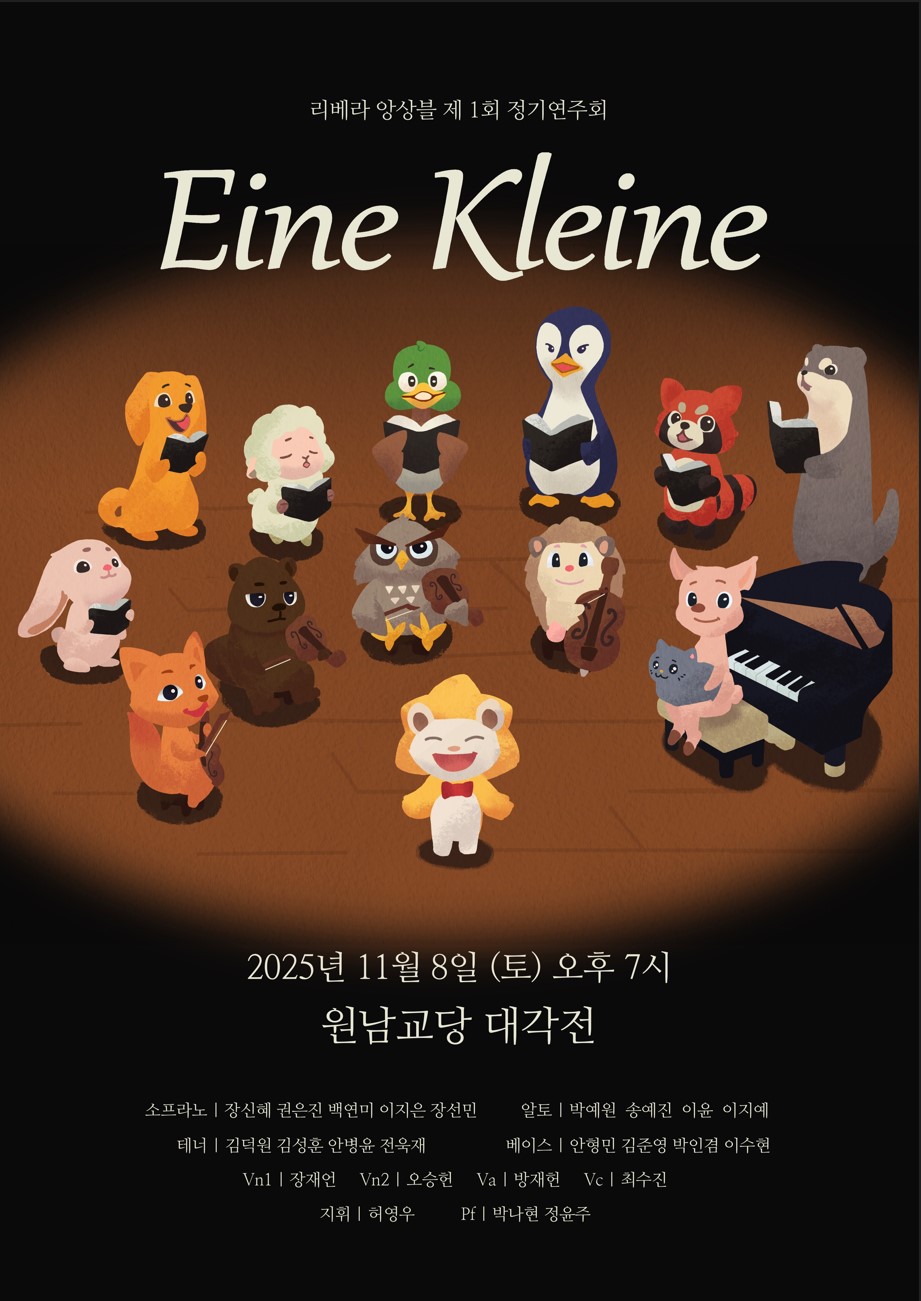 리베라 앙상블 제 1회 정기연주회
Eine Kleine
2025년 11월 8일 (토) 오후 7시
원남교당 대각전
소프라노 | 장신혜 권은진 백연미 이지은 장선민 알토 | 박예원 송예진 이윤 이지예
테너 | 김덕원 김성훈 안병윤 전욱재 베이스 | 안형민 김준영 박인겸 이수현
Vn1 | 장재언 Vn2 | 오승헌 Va | 방재헌 Vc | 최수진
지휘 | 허영우 Pf | 박나현 정윤주